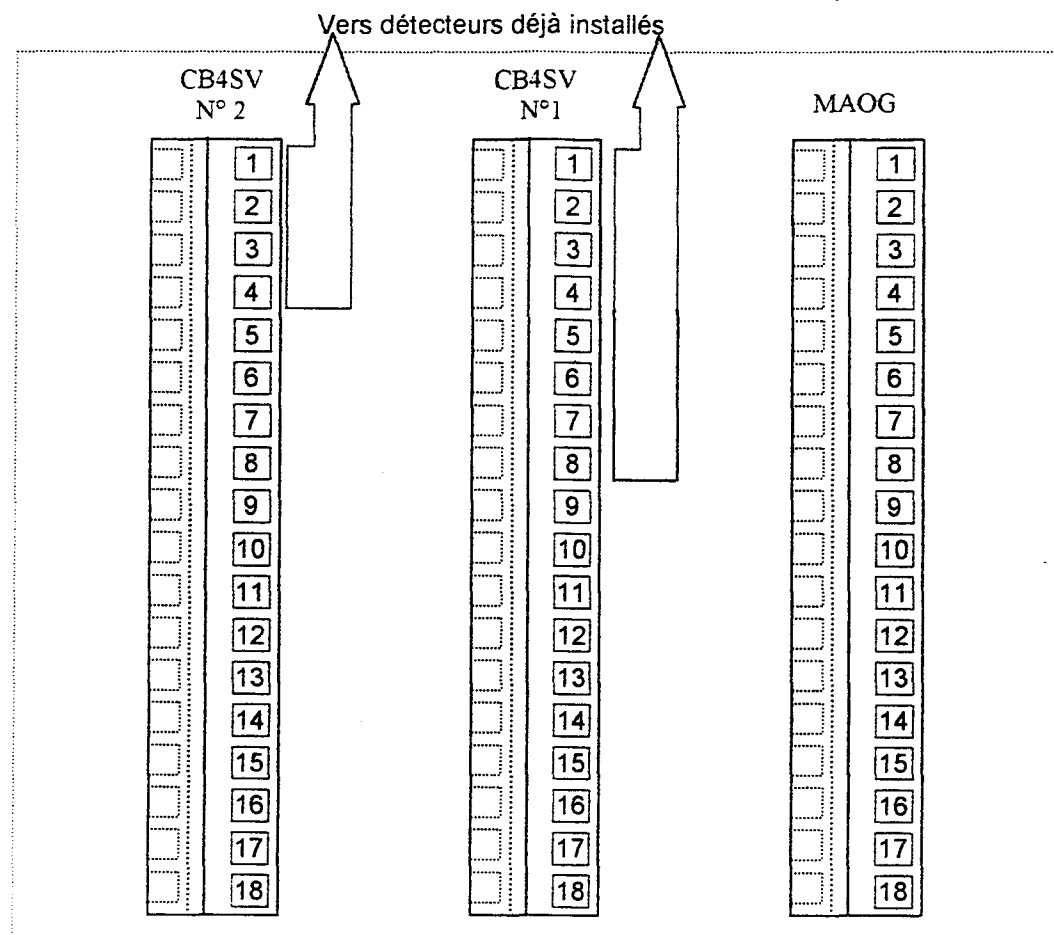 Vers détecteurs déjà installés
CB4SV
N° 2
CB4SV
N°1
MAOG
1 1 1
2 2 2
3 3 3
4 4 4
5 5 5
6 6 6
7 7 7
8 8 8
9 9 9
10 10 10
11 11 11
12 12 12
13 13 13
14 14 14
15 15 15
16 16 16
17 17 17
18 18 18